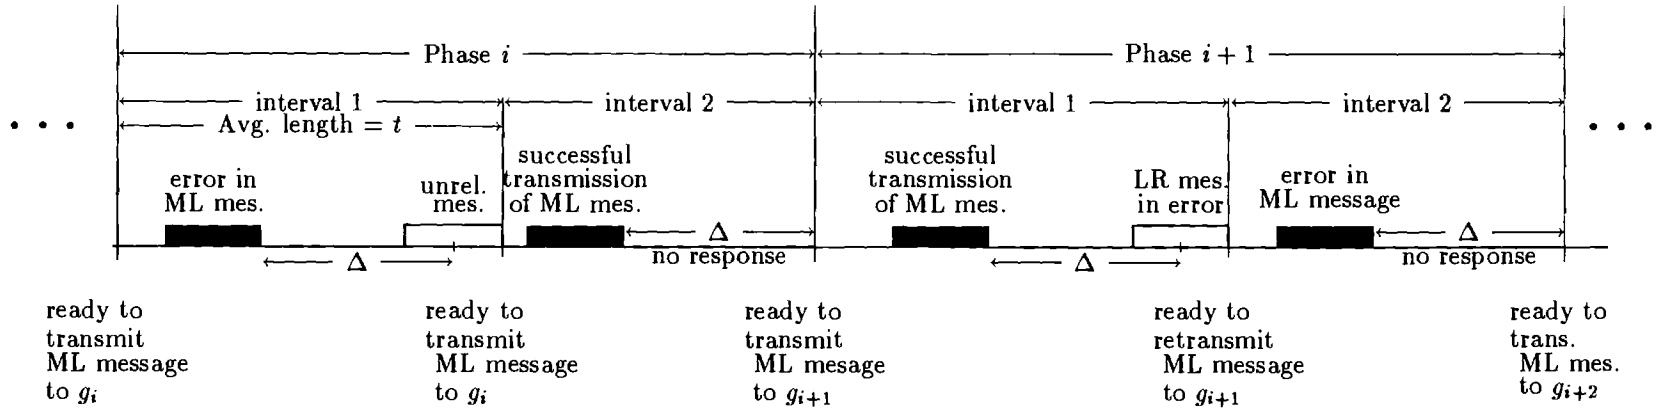 Phase i
Phase i + 1
interval 1
interval 2
interval 1
interval 2
Avg. length = t
error in
ML mes.
unrel.
mes.
successful
transmission
of ML mes.
successful
transmission
of ML mes.
LR mes.
in error
error in
ML message
Δ
Δ
no response
Δ
Δ
no response
ready to
transmit
ML message
to g_i
ready to
transmit
ML message
to g_i
ready to
transmit
ML mesage
to g_{i+1}
ready to
retransmit
ML message
to g_{i+1}
ready to
trans.
ML mes.
to g_{i+2}